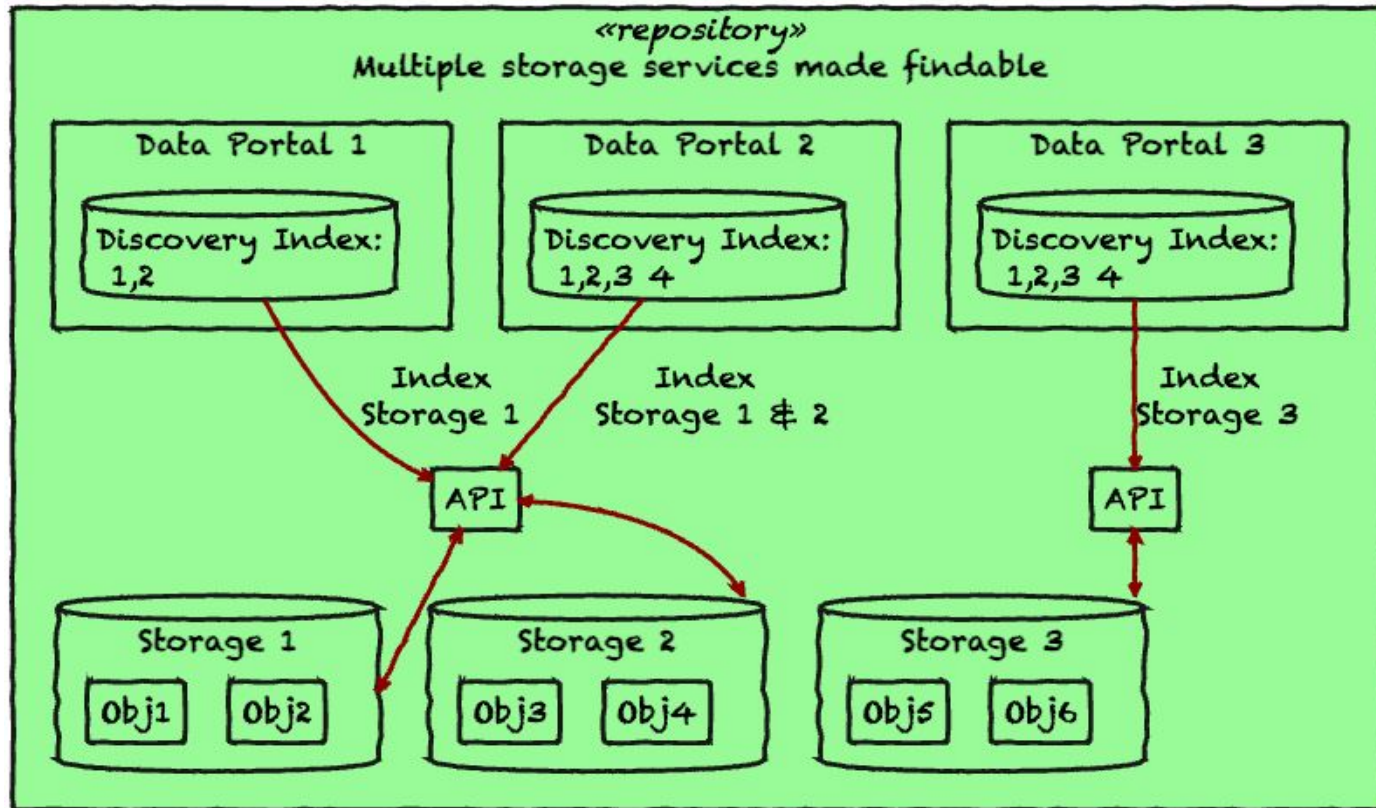 «repository»
Multiple storage services made findable
Data Portal 1
Discovery Index:
1,2
Data Portal 2
Discovery Index:
1,2,3 4
Data Portal 3
Discovery Index:
1,2,3 4
Index
Storage 1
Index
Storage 1 & 2
Index
Storage 3
API
API
Storage 1
Obj1
Obj2
Storage 2
Obj3
Obj4
Storage 3
Obj5
Obj6